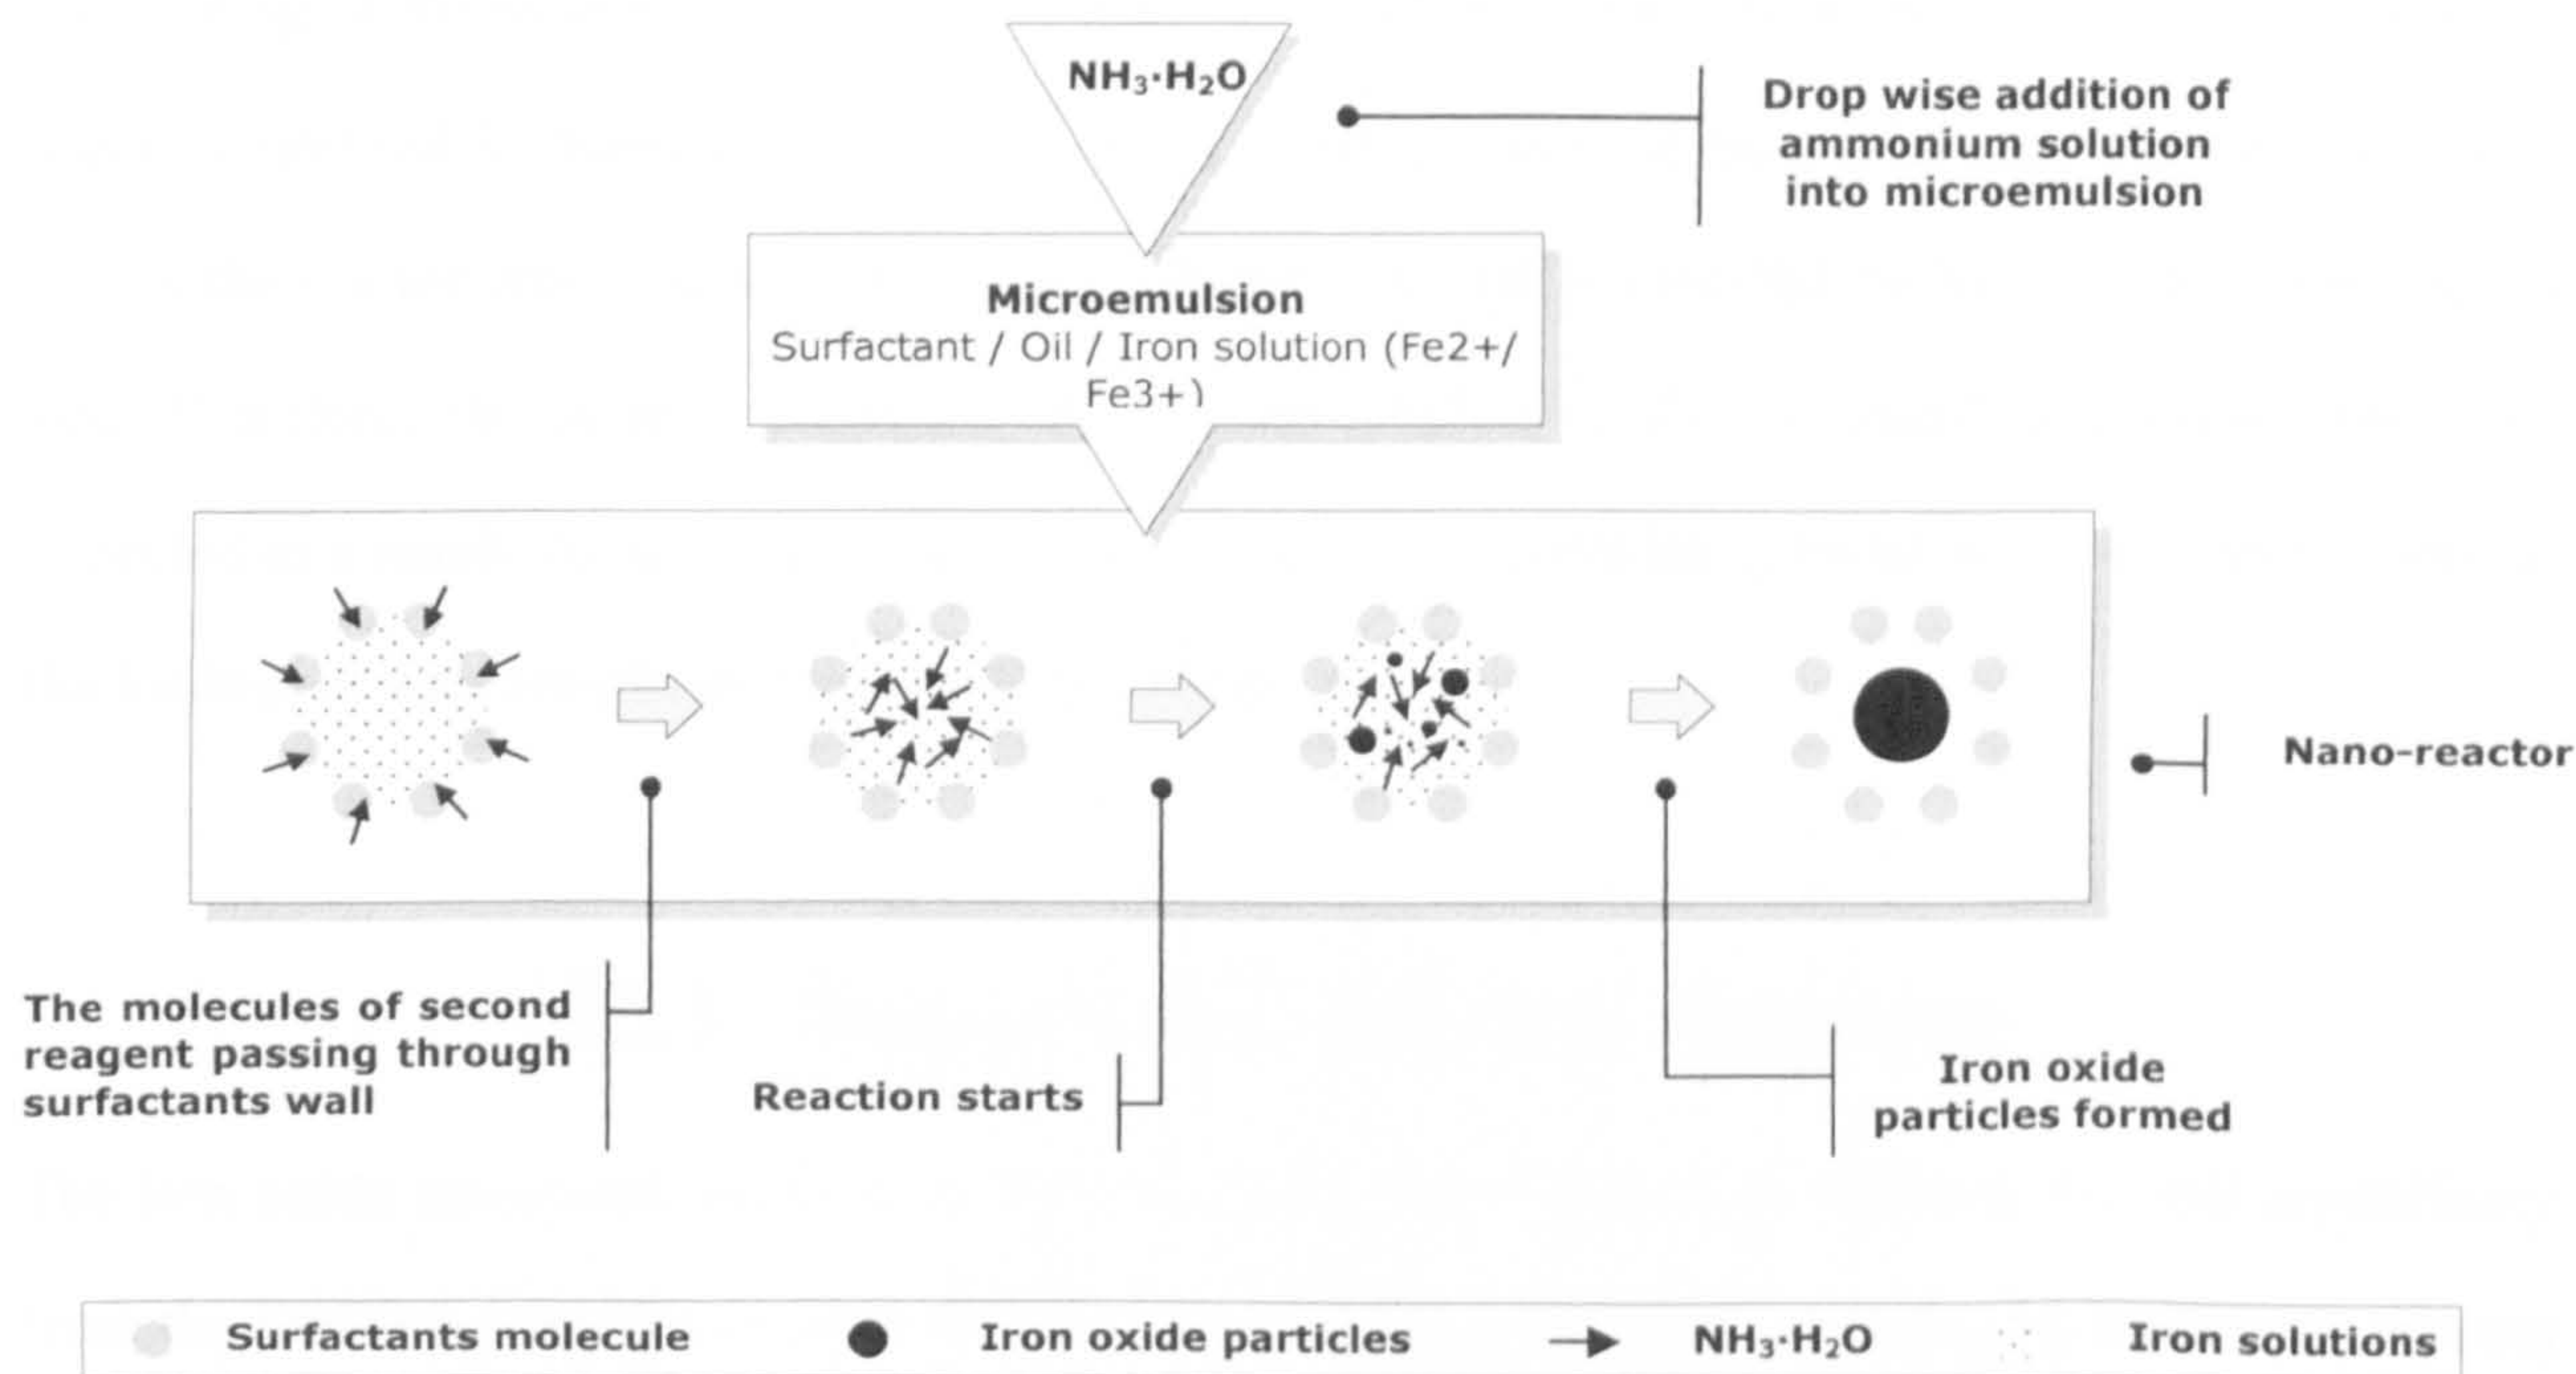 NH₃·H₂O
Drop wise addition of
ammonium solution
into microemulsion
Microemulsion
Surfactant / Oil / Iron solution (Fe2+/
Fe3+)
Nano-reactor
The molecules of second
reagent passing through
surfactants wall
Reaction starts
Iron oxide
particles formed
Surfactants molecule
Iron oxide particles
NH₃·H₂O
Iron solutions